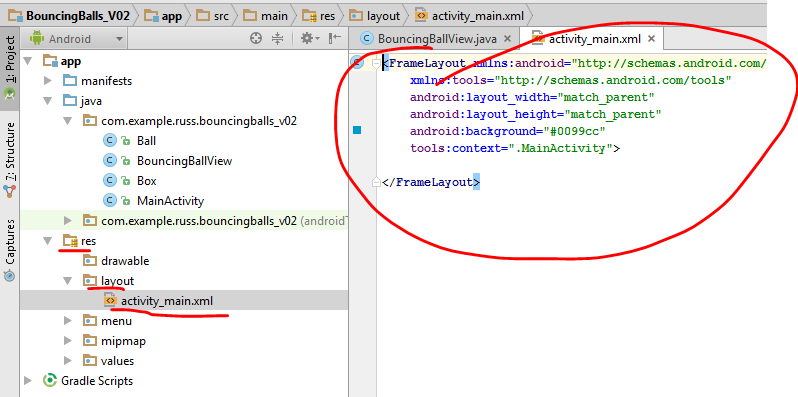 BouncingBalls_V02 app src main res layout activity_main.xml
1: Project
7: Structure
Captures
Android
app
manifests
java
com.example.russ.bouncingballs_v02
Ball
BouncingBallView
Box
MainActivity
com.example.russ.bouncingballs_v02 (androidT
res
drawable
layout
activity_main.xml
menu
mipmap
values
Gradle Scripts
BouncingBallView.java activity_main.xml
<FrameLayout xmlns:android="http://schemas.android.com/
xmlns:tools="http://schemas.android.com/tools"
android:layout_width="match_parent"
android:layout_height="match_parent"
android:background="#0099cc"
tools:context=".MainActivity">
</FrameLayout>